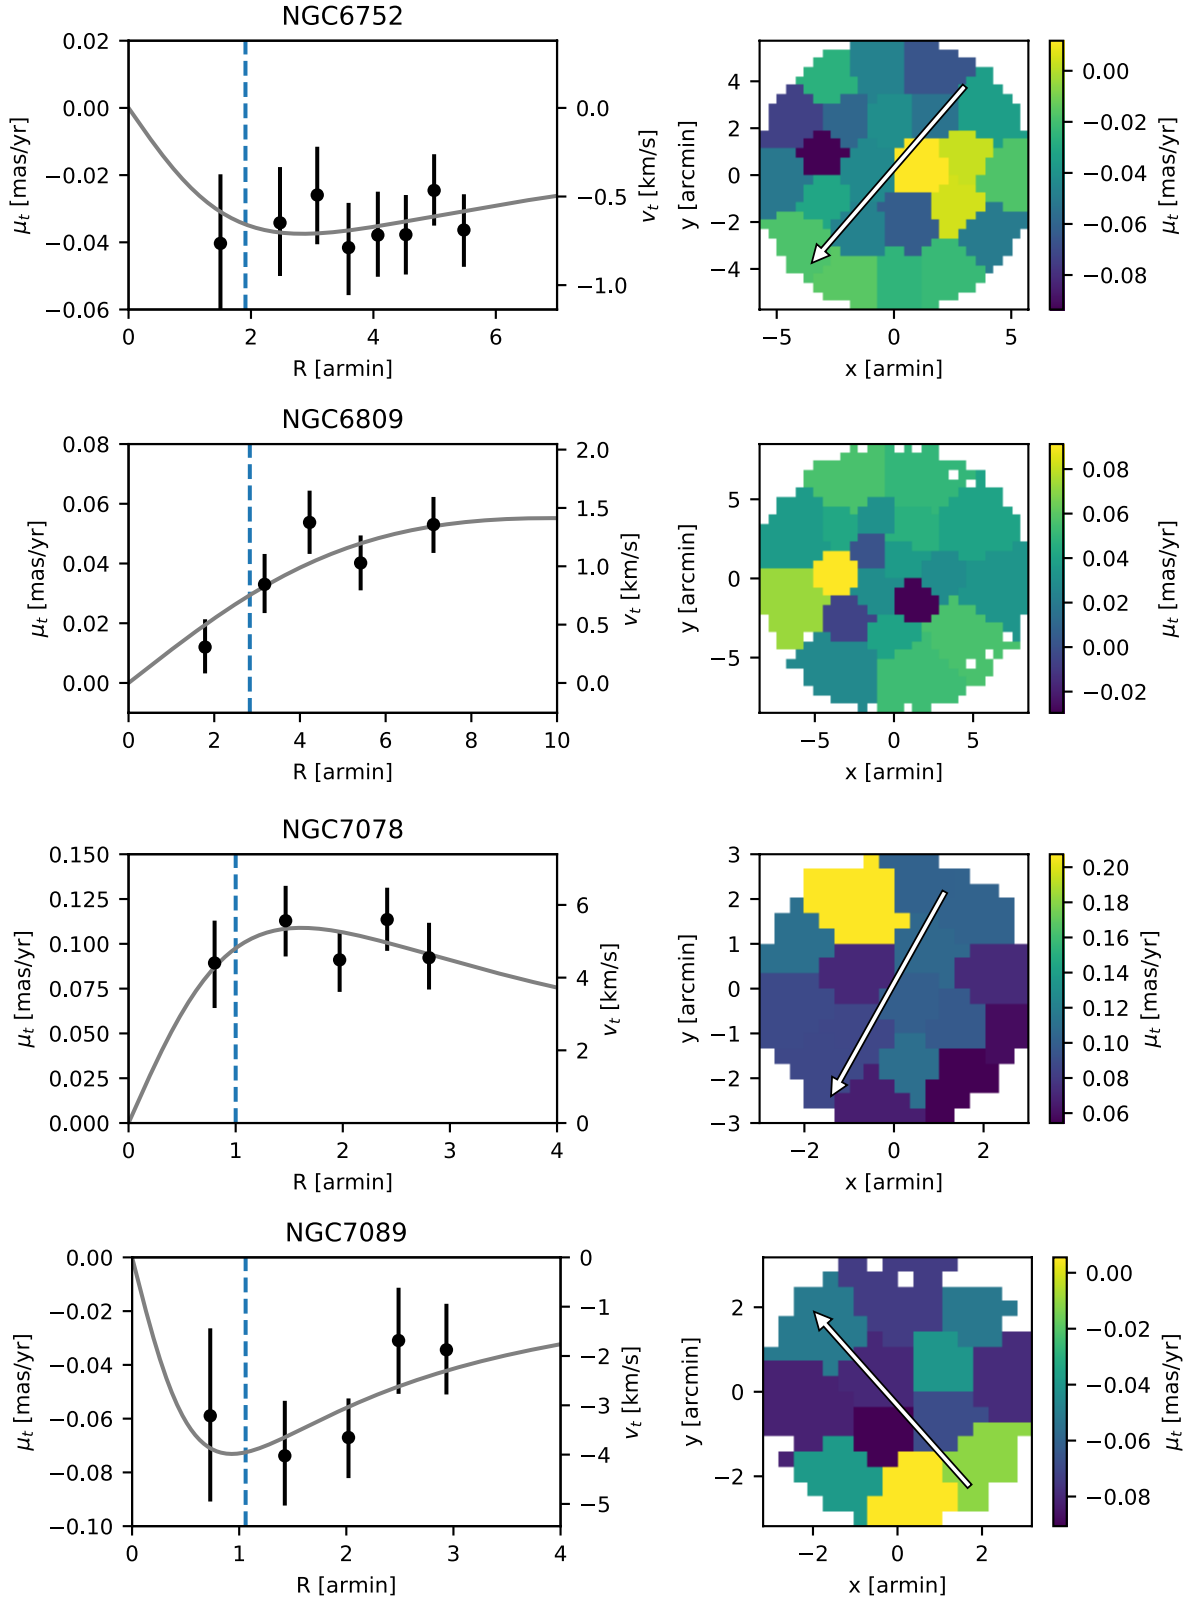 NGC6752
0.02
0.00
−0.02
−0.04
−0.06
μt [mas/yr]
0.0
−0.5
−1.0
vt [km/s]
0 2 4 6
R [armin]
4
2
0
−2
−4
y [arcmin]
−5 0 5
x [armin]
0.00
−0.02
−0.04
−0.06
−0.08
μt [mas/yr]
NGC6809
0.08
0.06
0.04
0.02
0.00
μt [mas/yr]
2.0
1.5
1.0
0.5
0.0
vt [km/s]
0 2 4 6 8 10
R [armin]
5
0
−5
y [arcmin]
−5 0 5
x [armin]
0.08
0.06
0.04
0.02
0.00
−0.02
μt [mas/yr]
NGC7078
0.150
0.125
0.100
0.075
0.050
0.025
0.000
μt [mas/yr]
6
4
2
0
vt [km/s]
0 1 2 3 4
R [armin]
3
2
1
0
−1
−2
−3
y [arcmin]
−2 0 2
x [armin]
0.20
0.18
0.16
0.14
0.12
0.10
0.08
0.06
μt [mas/yr]
NGC7089
0.00
−0.02
−0.04
−0.06
−0.08
−0.10
μt [mas/yr]
0
−1
−2
−3
−4
−5
vt [km/s]
0 1 2 3 4
R [armin]
2
0
−2
y [arcmin]
−2 0 2
x [armin]
0.00
−0.02
−0.04
−0.06
−0.08
μt [mas/yr]